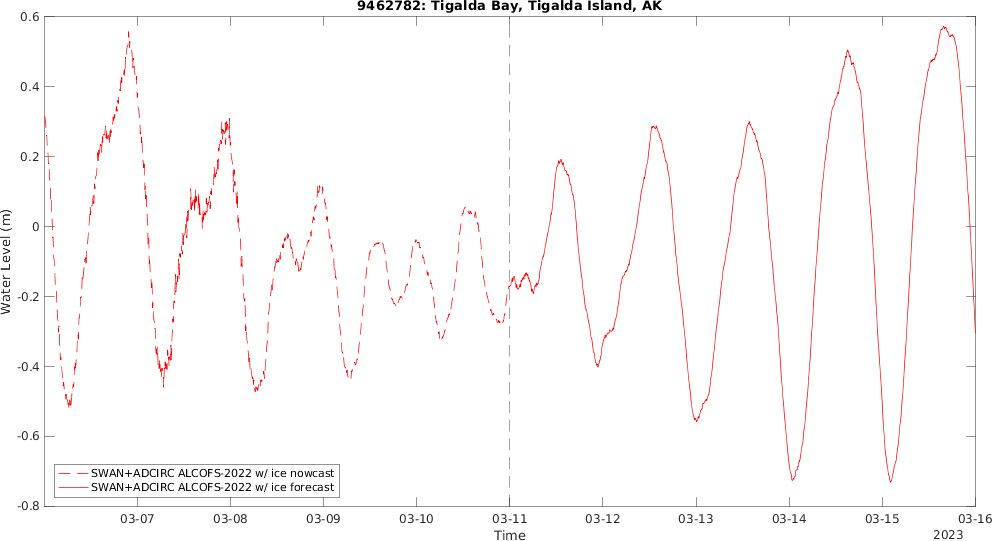 9462782: Tigalda Bay, Tigalda Island, AK
Water Level (m)
0.6
0.4
0.2
0
-0.2
-0.4
-0.6
-0.8
SWAN+ADCIRC ALCOFS-2022 w/ ice nowcast
SWAN+ADCIRC ALCOFS-2022 w/ ice forecast
03-07 03-08 03-09 03-10 03-11 03-12 03-13 03-14 03-15 03-16
Time
2023